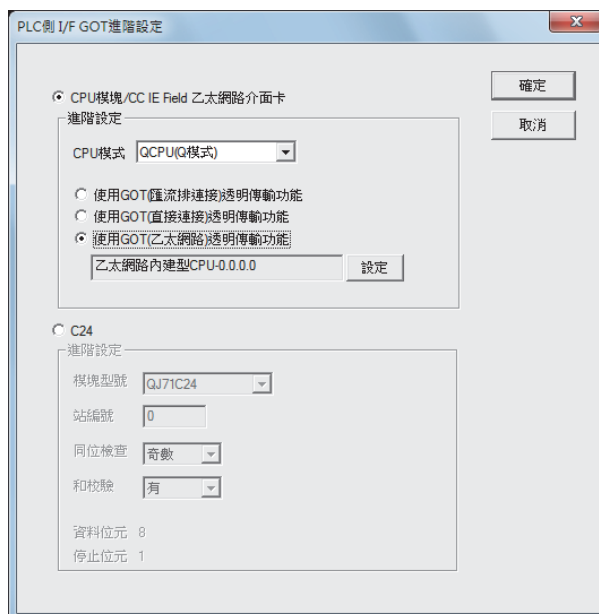 PLC側 I/F GOT進階設定
CPU模塊/CC IE Field 乙太網路介面卡
確定
進階設定
取消
CPU模式 QCPU(Q模式)
使用GOT(匯流排連接)透明傳輸功能
使用GOT(直接連接)透明傳輸功能
使用GOT(乙太網路)透明傳輸功能
乙太網路內建型CPU-0.0.0.0 設定
C24
進階設定
模塊型號 QJ71C24
站編號 0
同位檢查 奇數
和校驗 有
資料位元 8
停止位元 1